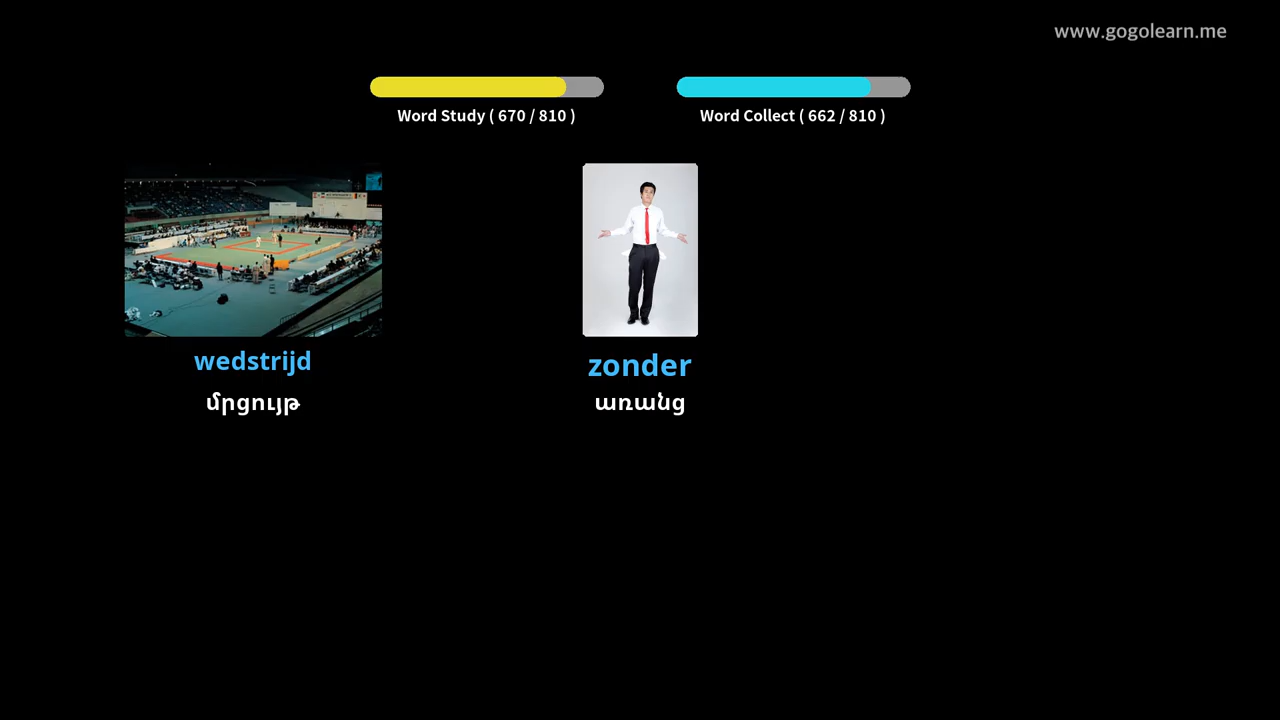 www.gogolearn.me
Word Study ( 670 / 810 )
Word Collect ( 662 / 810 )
wedstrijd
zonder
մրցույթ
առանց